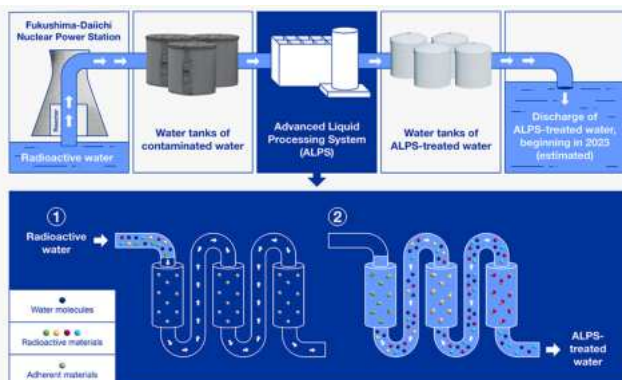 Fukushima-Daiichi
Nuclear Power Station
Reactor
Radioactive water
Water tanks of
contaminated water
Advanced Liquid
Processing System
(ALPS)
Water tanks of
ALPS-treated water
Discharge of
ALPS-treated water,
beginning in 2023
(estimated)
1
Radioactive
water
Water molecules
Radioactive materials
Adherent materials
2
ALPS-
treated
water